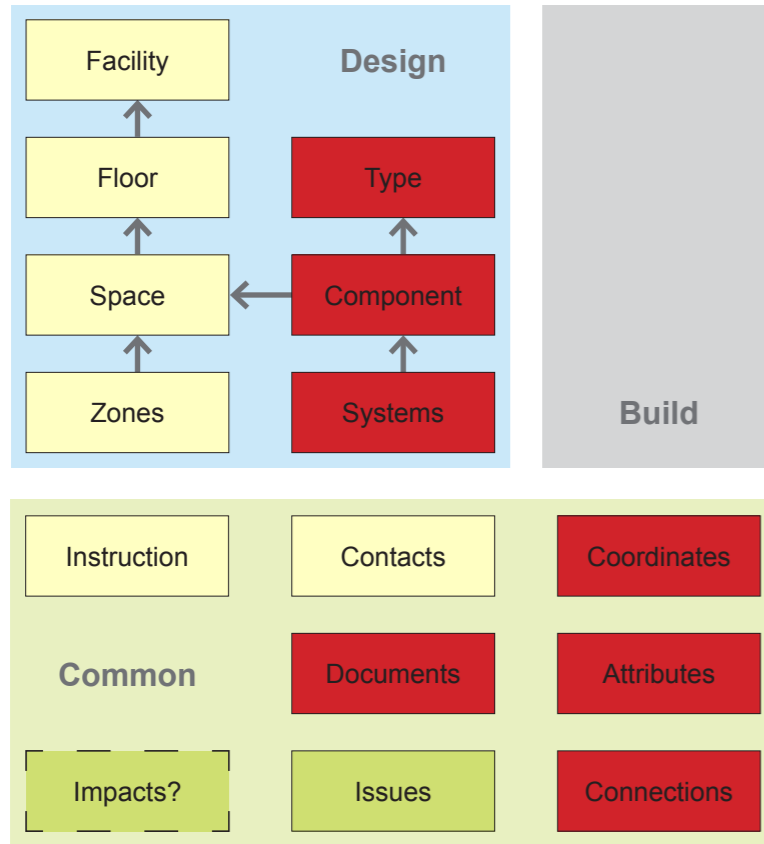 Facility
Design
Floor
Type
Space
Component
Zones
Systems
Build
Instruction
Contacts
Coordinates
Common
Documents
Attributes
Impacts?
Issues
Connections